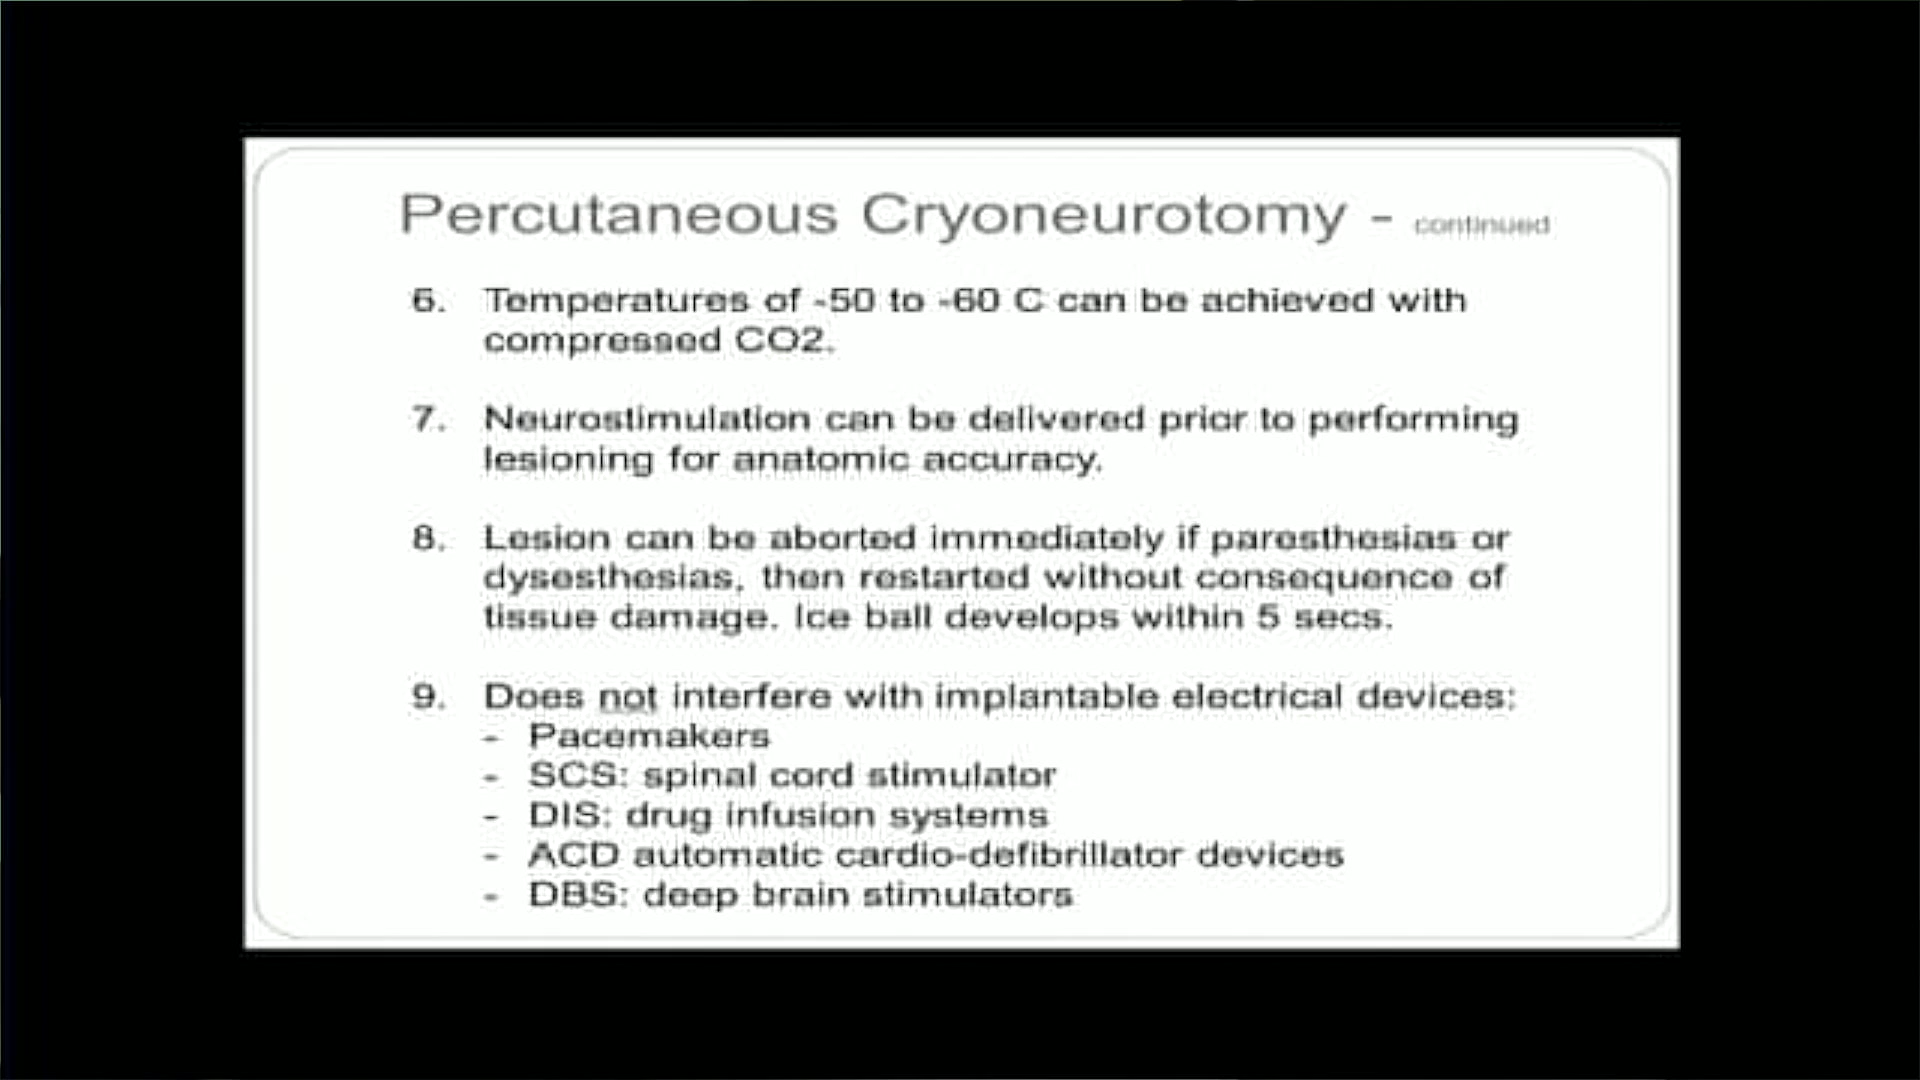 Percutaneous Cryoneurotomy - continued
6. Temperatures of -50 to -60 C can be achieved with
compressed CO2.
7. Neurostimulation can be delivered prior to performing
lesioning for anatomic accuracy.
8. Lesion can be aborted immediately if paresthesias or
dysesthesias, then restarted without consequence of
tissue damage. Ice ball develops within 5 secs.
9. Does not interfere with implantable electrical devices:
- Pacemakers
- SCS: spinal cord stimulator
- DIS: drug infusion systems
- ACD automatic cardio-defibrillator devices
- DBS: deep brain stimulators